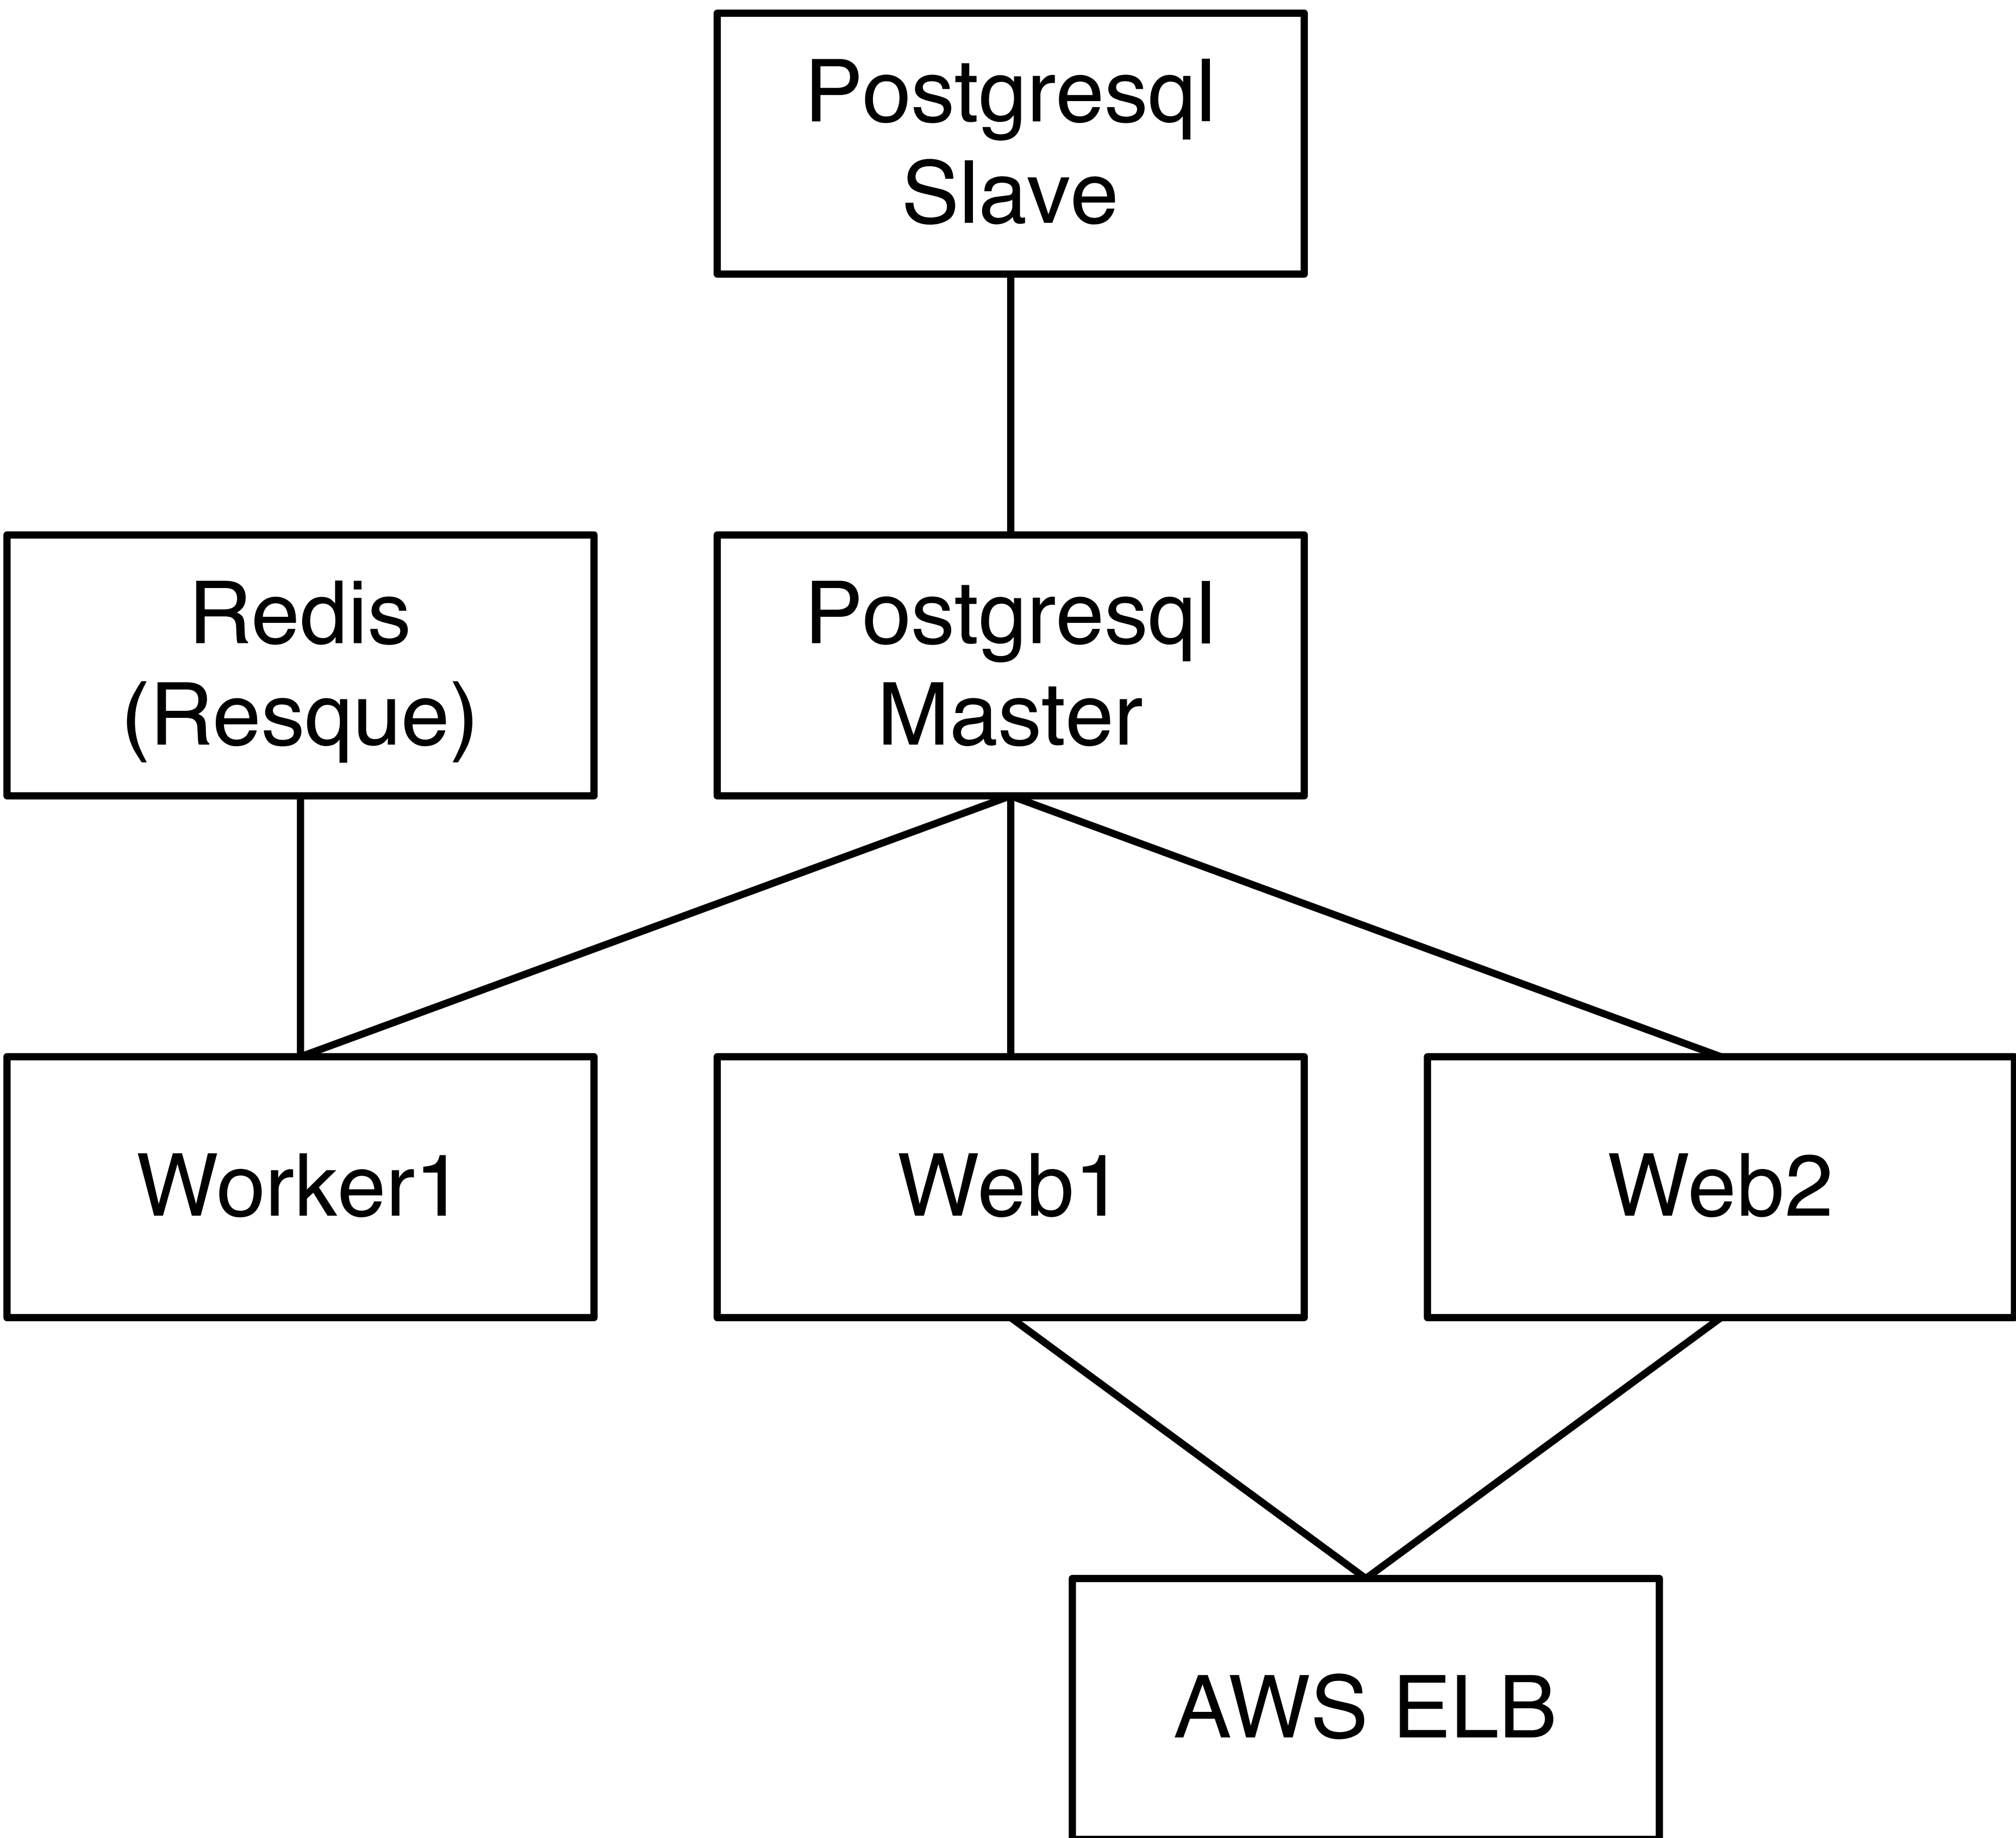 Postgresql
Slave
Redis
(Resque)
Postgresql
Master
Worker1
Web1
Web2
AWS ELB